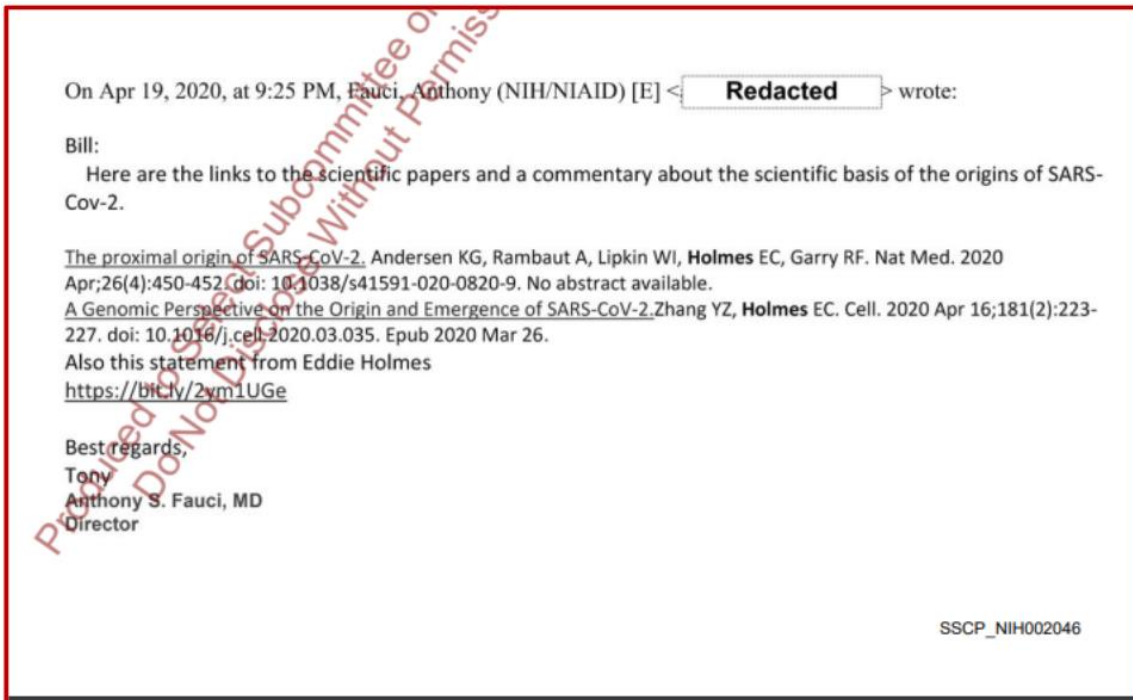 On Apr 19, 2020, at 9:25 PM, Fauci, Anthony (NIH/NIAID) [E] < Redacted > wrote:
Bill:
Here are the links to the scientific papers and a commentary about the scientific basis of the origins of SARS-
Cov-2.
The proximal origin of SARS-CoV-2. Andersen KG, Rambaut A, Lipkin WI, Holmes EC, Garry RF. Nat Med. 2020
Apr;26(4):450-452. doi: 10.1038/s41591-020-0820-9. No abstract available.
A Genomic Perspective on the Origin and Emergence of SARS-CoV-2.Zhang YZ, Holmes EC. Cell. 2020 Apr 16;181(2):223-
227. doi: 10.1016/j.cell.2020.03.035. Epub 2020 Mar 26.
Also this statement from Eddie Holmes
https://bit.ly/2ym1UGe
Best regards,
Tony
Anthony S. Fauci, MD
Director
SSCP_NIH002046
Produced to Select Subcommittee
Do Not Disclose Without